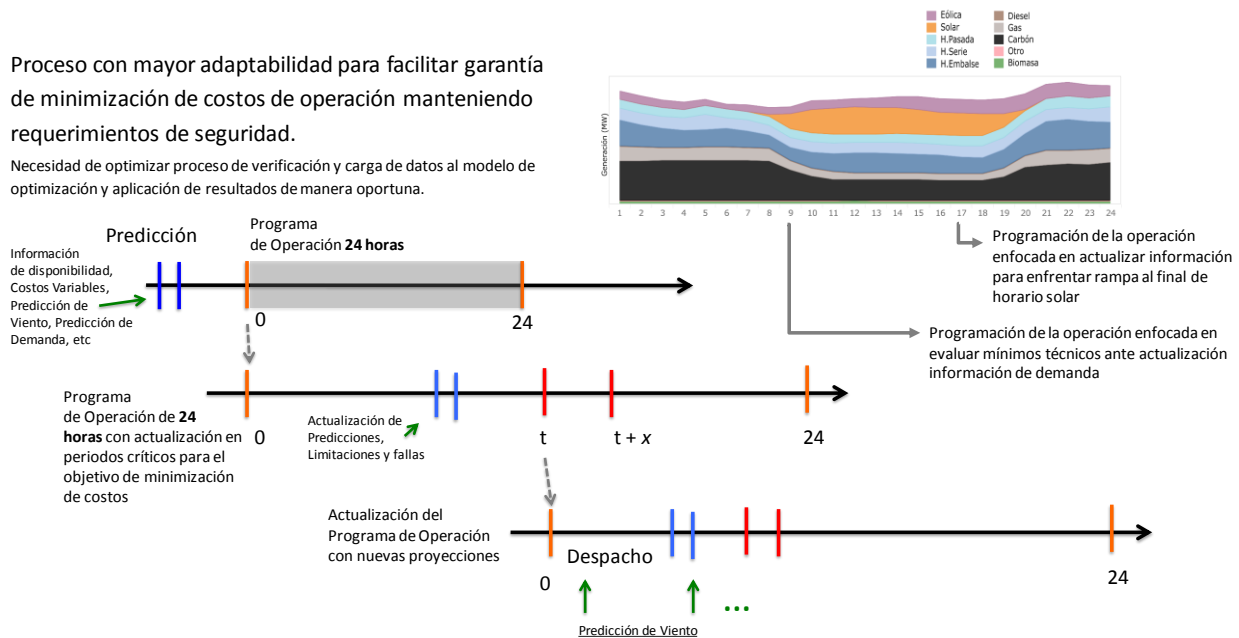 Proceso con mayor adaptabilidad para facilitar garantía
de minimización de costos de operación manteniendo
requerimientos de seguridad.
Necesidad de optimizar proceso de verificación y carga de datos al modelo de
optimización y aplicación de resultados de manera oportuna.
Eólica
Solar
H.Pasada
H.Serie
H.Embalse
Diesel
Gas
Carbón
Otro
Biomasa
Generación (MW)
1 2 3 4 5 6 7 8 9 10 11 12 13 14 15 16 17 18 19 20 21 22 23 24
Programación de la operación
enfocada en actualizar información
para enfrentar rampa al final de
horario solar
Programación de la operación enfocada en
evaluar mínimos técnicos ante actualización
información de demanda
Predicción
Información
de disponibilidad,
Costos Variables,
Predicción de
Viento, Predicción de
Demanda, etc
Programa
de Operación 24 horas
0
24
Programa
de Operación de 24
horas con actualización en
periodos críticos para el
objetivo de minimización
de costos
0
Actualización de
Predicciones,
Limitaciones y fallas
t
t + x
24
Actualización del
Programa de Operación
con nuevas proyecciones
Despacho
0
24
...
Predicción de Viento